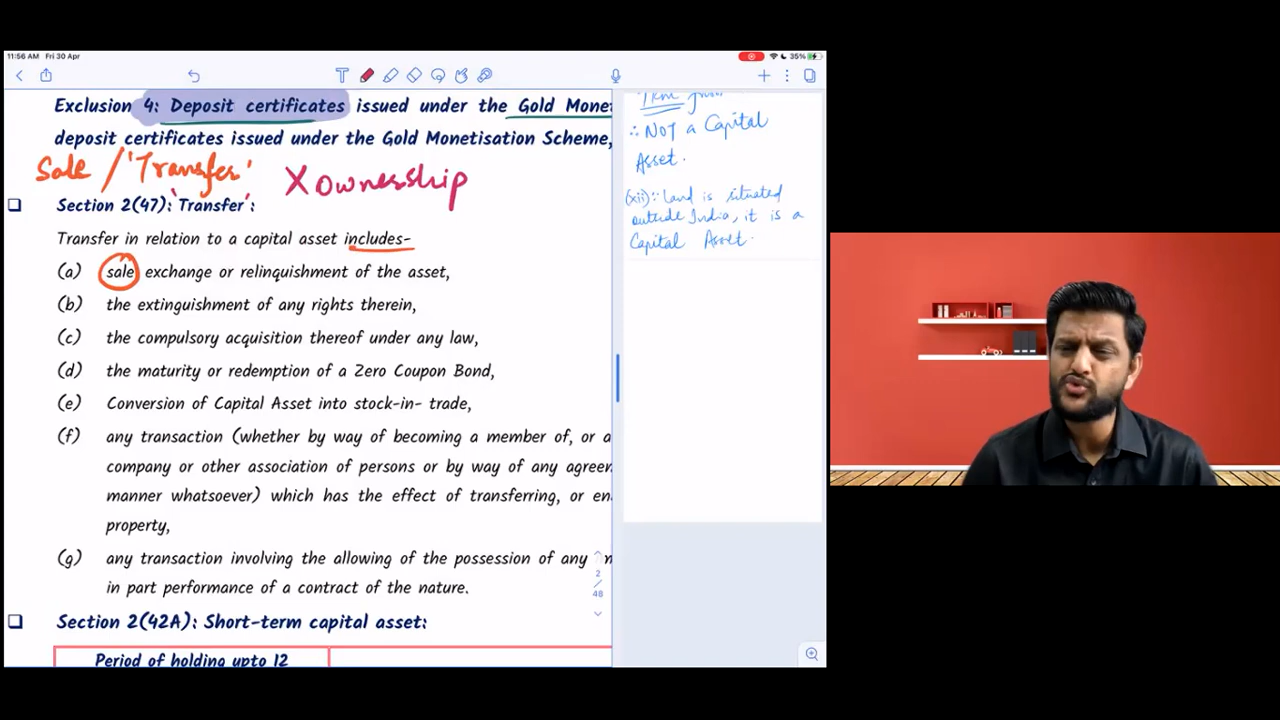 11:56 AM Fri 30 Apr
35%
Exclusion 4: Deposit certificates issued under the Gold Monet
deposit certificates issued under the Gold Monetisation Scheme,
Sale / 'Transfer' X ownership
Section 2(47): 'Transfer':
Transfer in relation to a capital asset includes-
(a) sale exchange or relinquishment of the asset,
(b) the extinguishment of any rights therein,
(c) the compulsory acquisition thereof under any law,
(d) the maturity or redemption of a Zero Coupon Bond,
(e) Conversion of Capital Asset into stock-in- trade,
(f) any transaction (whether by way of becoming a member of, or a
company or other association of persons or by way of any agreem
manner whatsoever) which has the effect of transferring, or en
property,
(g) any transaction involving the allowing of the possession of any
in part performance of a contract of the nature.
Section 2(42A): Short-term capital asset:
Period of holding upto 12
2
/
48
∴ NOT a Capital
Asset.
(xii) ∵ Land is situated
outside India, it is a
Capital Asset.